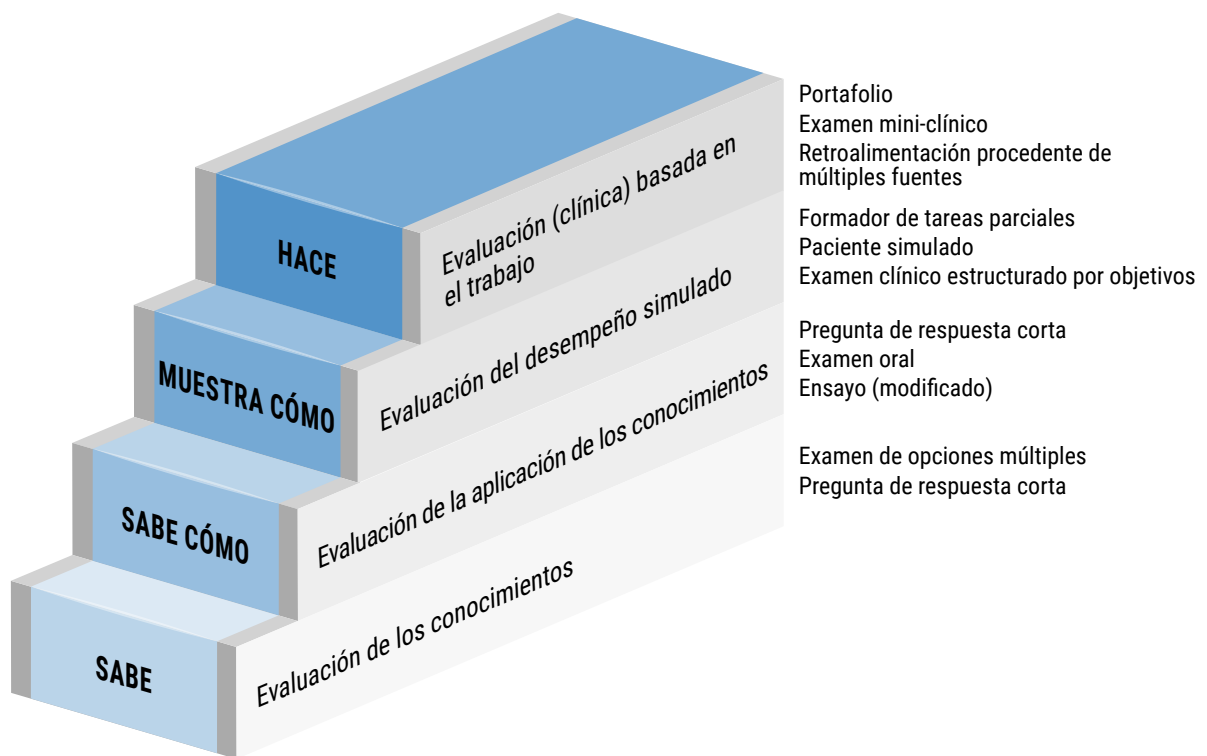 HACE
Evaluación (clínica) basada en
el trabajo
Portafolio
Examen mini-clínico
Retroalimentación procedente de
múltiples fuentes
MUESTRA CÓMO
Evaluación del desempeño simulado
Formador de tareas parciales
Paciente simulado
Examen clínico estructurado por objetivos
SABE CÓMO
Evaluación de la aplicación de los conocimientos
Pregunta de respuesta corta
Examen oral
Ensayo (modificado)
SABE
Evaluación de los conocimientos
Examen de opciones múltiples
Pregunta de respuesta corta